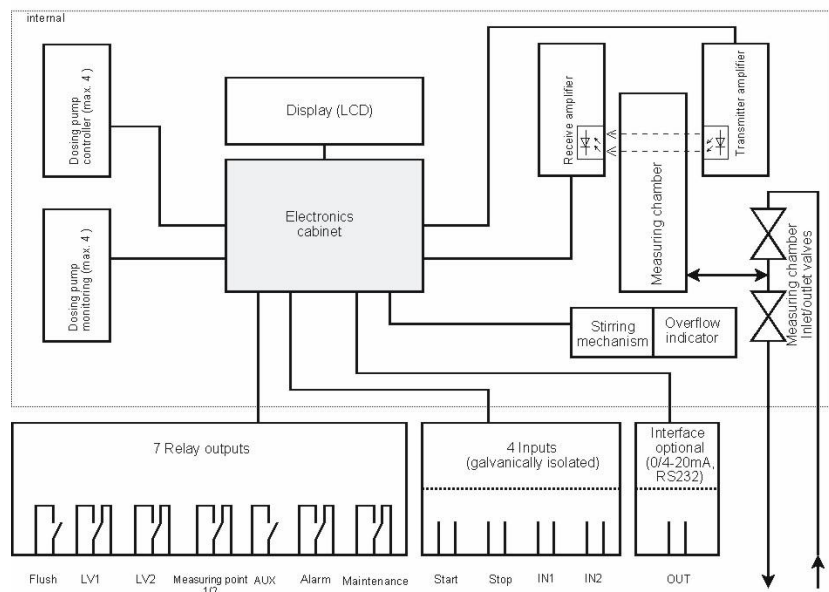 internal
Dosing pump
controller (max. 4 )
Display (LCD)
Receive amplifier
Transmitter amplifier
Measuring chamber
Electronics
cabinet
Dosing pump
monitoring (max. 4 )
Measuring chamber
Inlet/outlet valves
Stirring
mechanism
Overflow
indicator
7 Relay outputs
4 Inputs
(galvanically isolated)
Interface
optional
(0/4-20mA,
RS232)
Flush
LV1
LV2
Measuring point
1/2
AUX
Alarm
Maintenance
Start
Stop
IN1
IN2
OUT